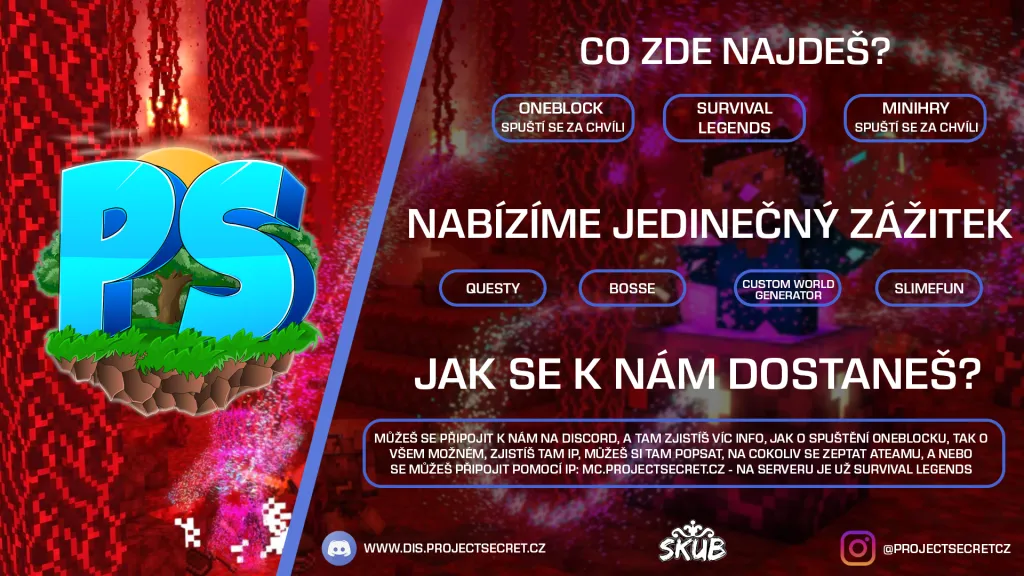 PS
CO ZDE NAJDEŠ?
ONEBLOCK
SPUŠTÍ SE ZA CHVÍLI
SURVIVAL
LEGENDS
MINIHRY
SPUŠTÍ SE ZA CHVÍLI
NABÍZÍME JEDINEČNÝ ZÁŽITEK
QUESTY
BOSSE
CUSTOM WORLD
GENERATOR
SLIMEFUN
JAK SE K NÁM DOSTANEŠ?
MŮŽEŠ SE PŘIPOJIT K NÁM NA DISCORD, A TAM ZJISTÍŠ VÍC INFO, JAK O SPUŠTĚNÍ ONEBLOCKU, TAK O
VŠEM MOŽNÉM, ZJISTÍŠ TAM IP, MŮŽEŠ SI TAM POPSAT, NA COKOLIV SE ZEPTAT ATEAMU, A NEBO
SE MŮŽEŠ PŘIPOJIT POMOCÍ IP: MC.PROJECTSECRET.CZ - NA SERVERU JE UŽ SURVIVAL LEGENDS
WWW.DIS.PROJECTSECRET.CZ
SKUB
@PROJECTSECRETCZ